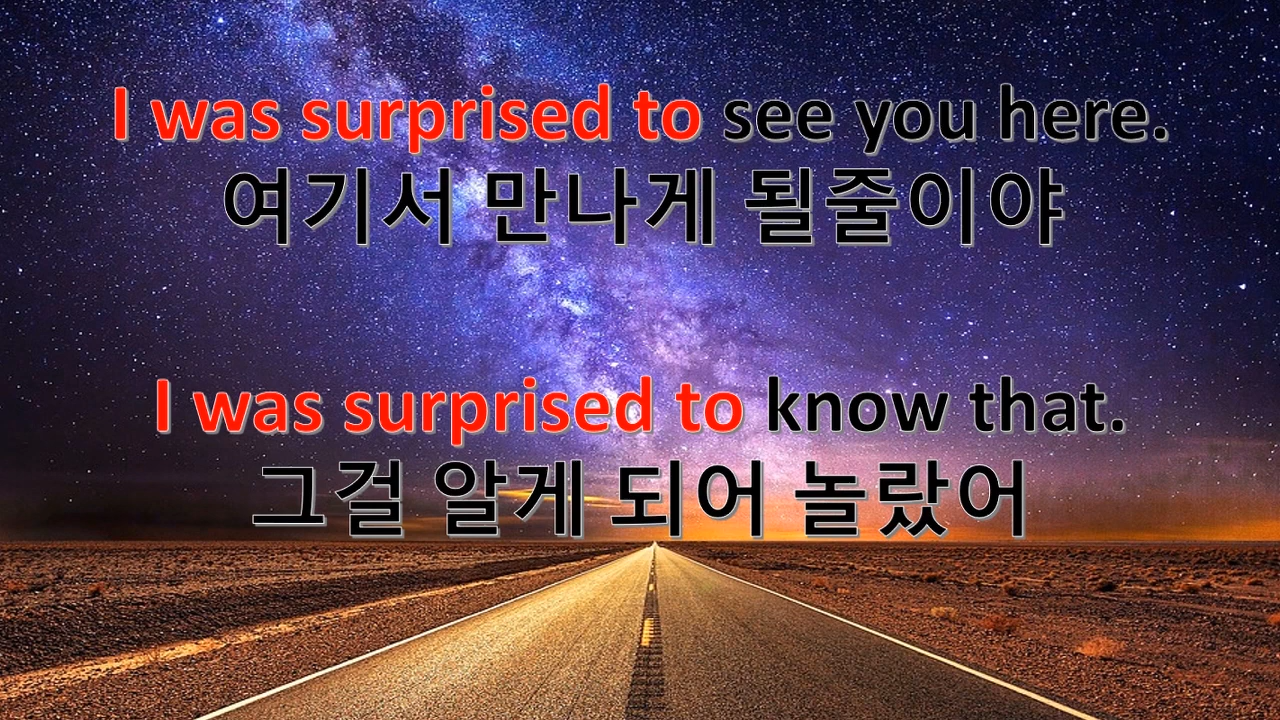 I was surprised to see you here.
여기서 만나게 될줄이야
I was surprised to know that.
그걸 알게 되어 놀랐어